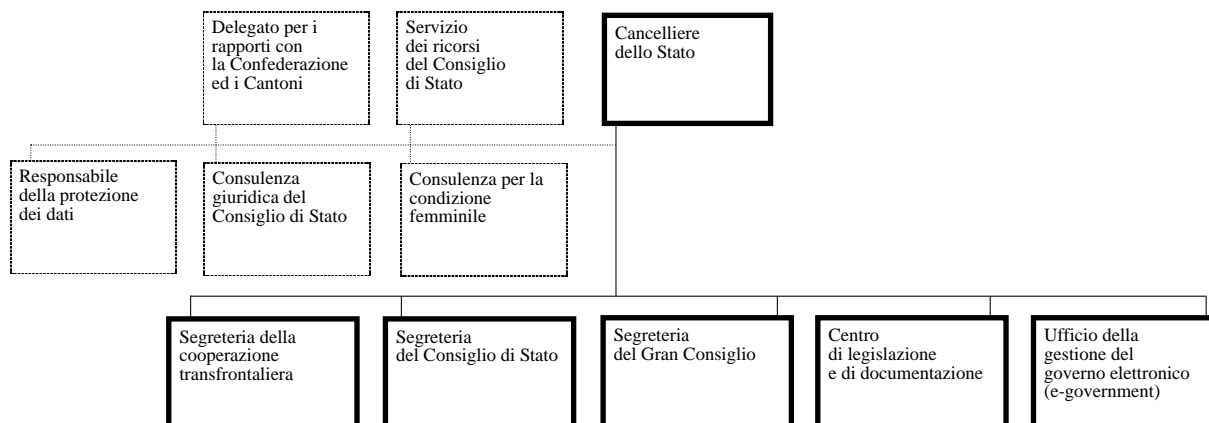 Delegato per i
rapporti con
la Confederazione
ed i Cantoni
Servizio
dei ricorsi
del Consiglio
di Stato
Cancelliere
dello Stato
Responsabile
della protezione
dei dati
Consulenza
giuridica del
Consiglio di Stato
Consulenza per la
condizione
femminile
Segreteria della
cooperazione
transfrontaliera
Segreteria
del Consiglio di Stato
Segreteria
del Gran Consiglio
Centro
di legislazione
e di documentazione
Ufficio della
gestione del
governo elettronico
(e-government)